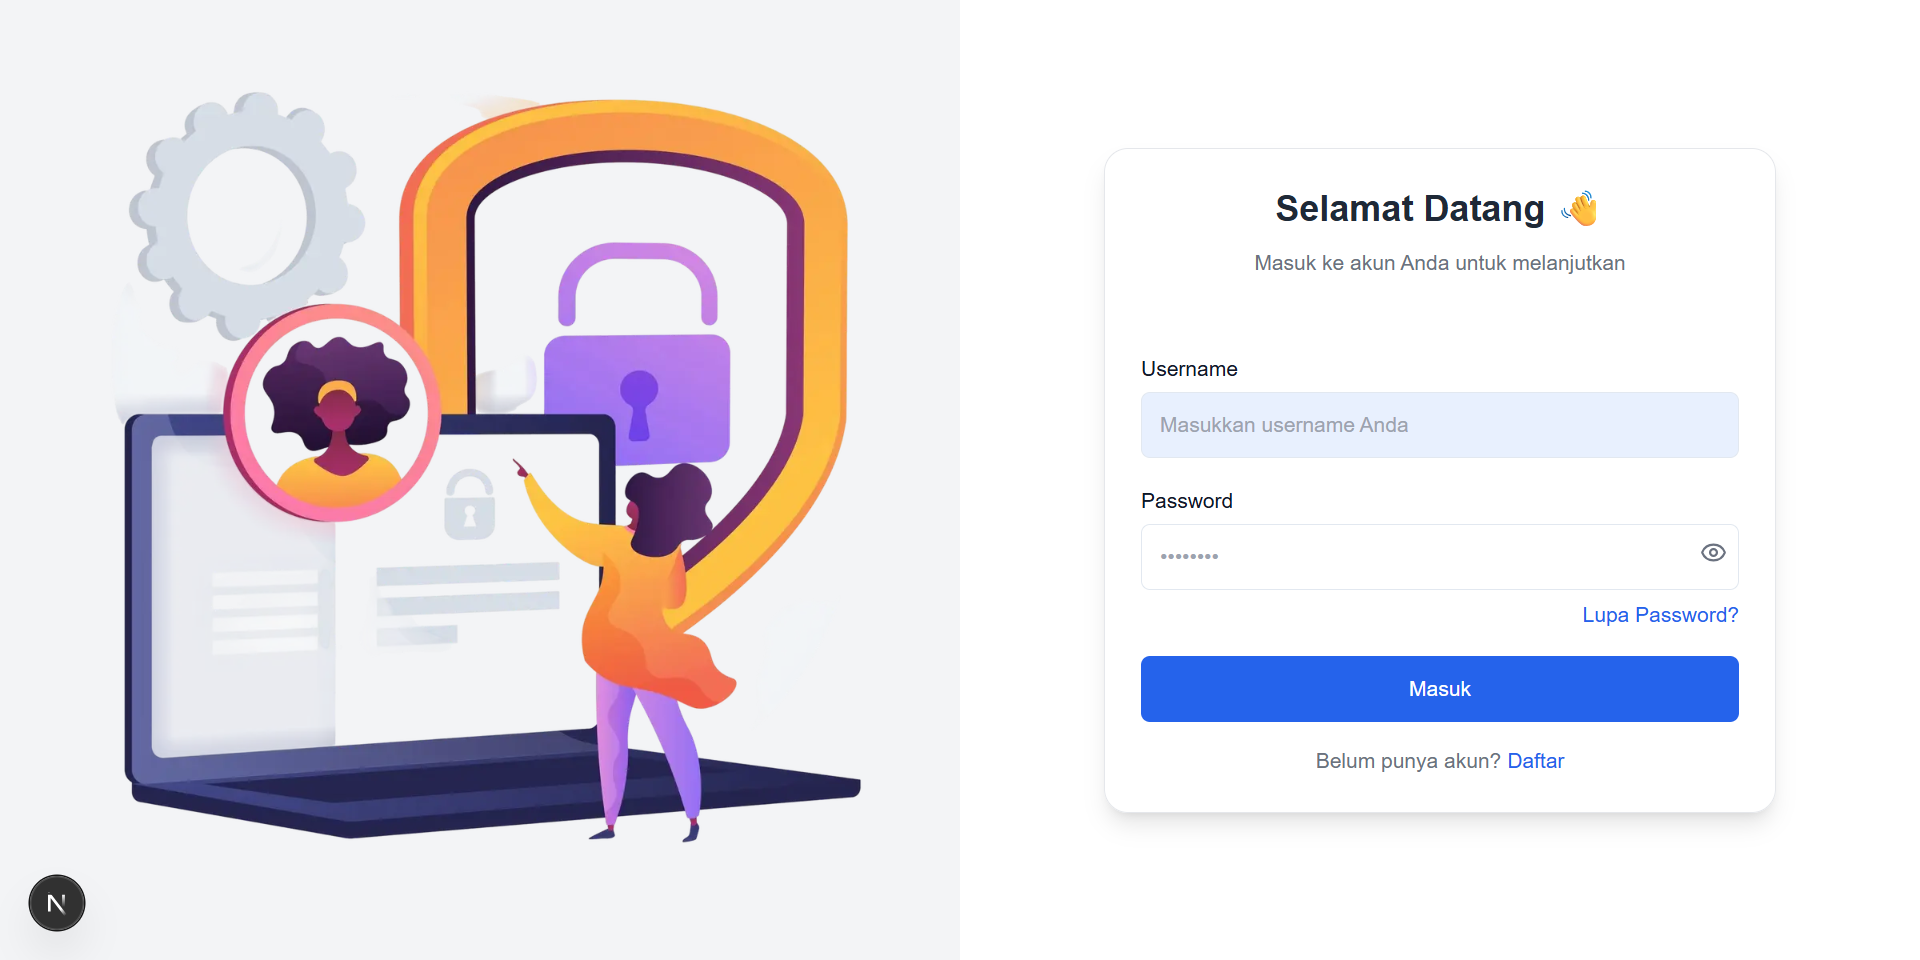 Selamat Datang 👋
Masuk ke akun Anda untuk melanjutkan
Username
Masukkan username Anda
Password
••••••••
Lupa Password?
Masuk
Belum punya akun? Daftar
N